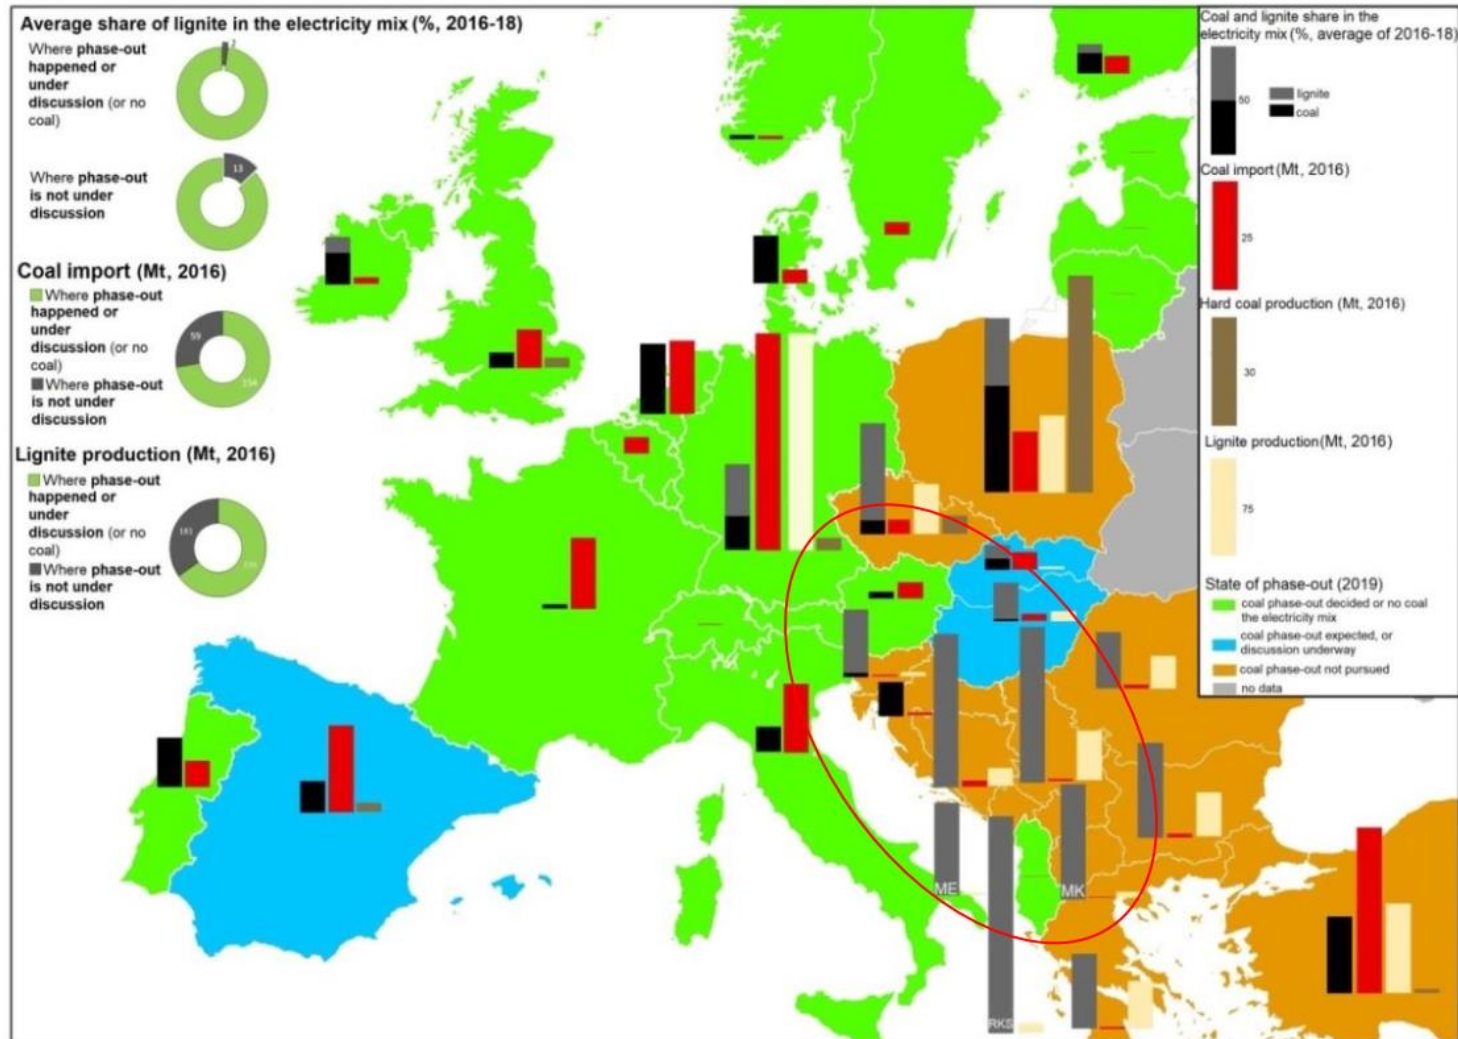 Average share of lignite in the electricity mix (%, 2016-18)
Where phase-out
happened or
under
discussion (or no
coal)
2
Where phase-out
is not under
discussion
13
Coal import (Mt, 2016)
Where phase-out
happened or
under
discussion (or no
coal)
Where phase-out
is not under
discussion
59
154
Lignite production (Mt, 2016)
Where phase-out
happened or
under
discussion (or no
coal)
Where phase-out
is not under
discussion
181
ME
MK
RKS
Coal and lignite share in the
electricity mix (%, average of 2016-18)
50
lignite
coal
Coal import (Mt, 2016)
25
Hard coal production (Mt, 2016)
30
Lignite production (Mt, 2016)
75
State of phase-out (2019)
coal phase-out decided or no coal
the electricity mix
coal phase-out expected, or
discussion underway
coal phase-out not pursued
no data